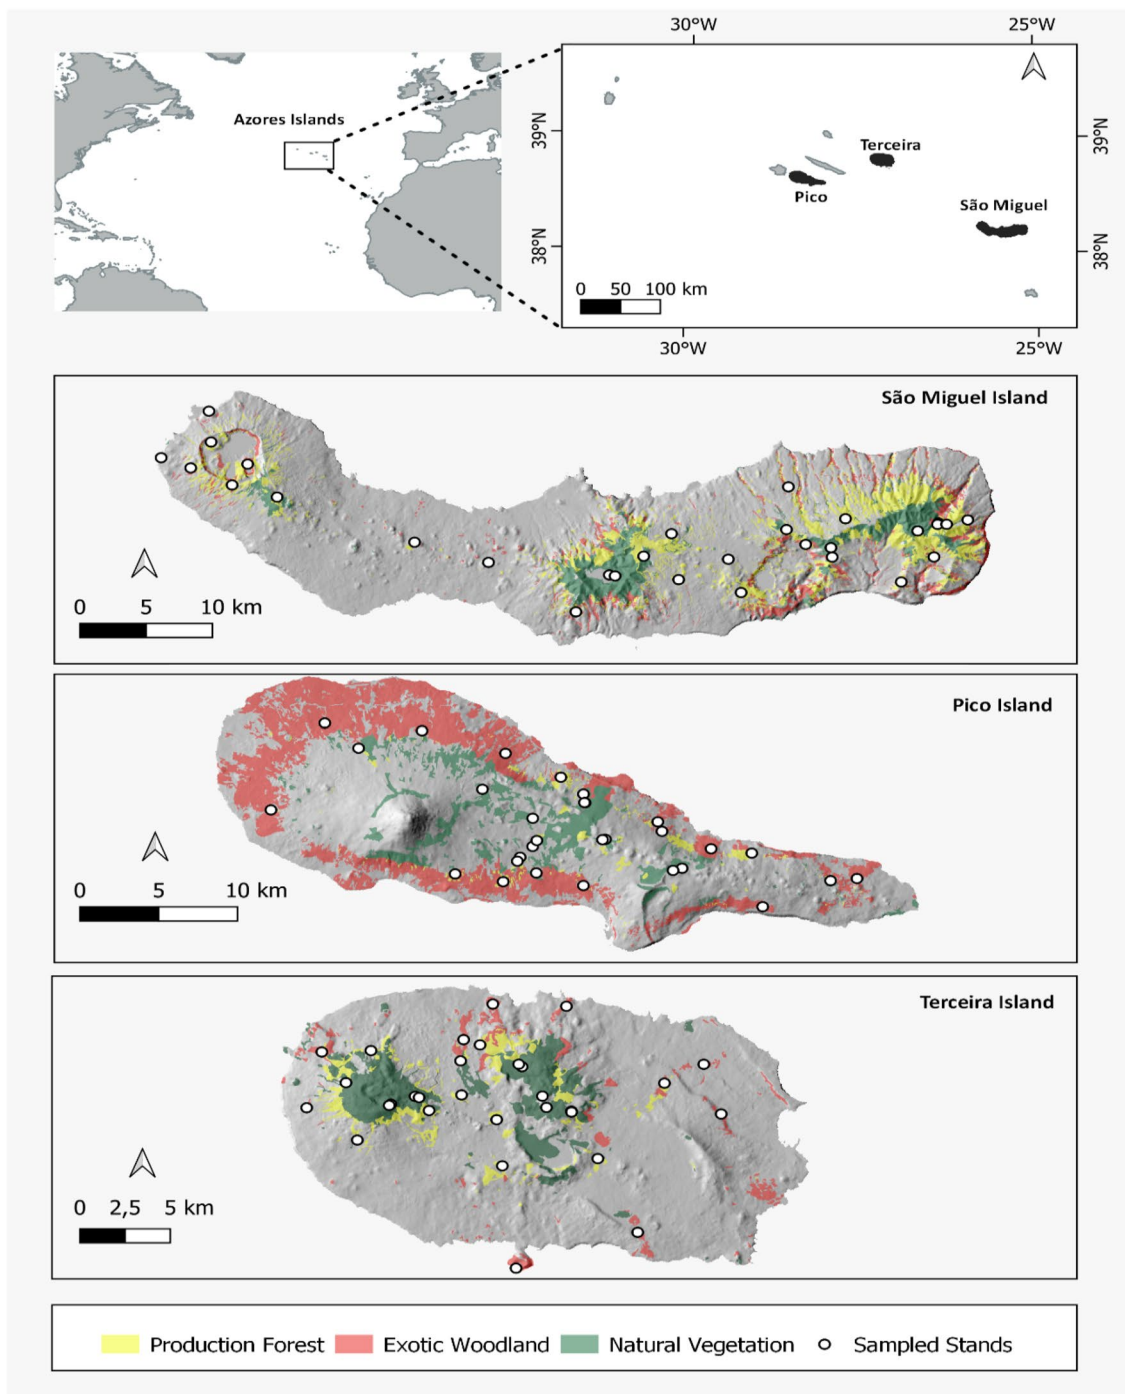 30°W 25°W
Azores Islands
39°N 39°N
Terceira
Pico
São Miguel
38°N 38°N
0 50 100 km
30°W 25°W
São Miguel Island
0 5 10 km
Pico Island
0 5 10 km
Terceira Island
0 2,5 5 km
Production Forest Exotic Woodland Natural Vegetation Sampled Stands